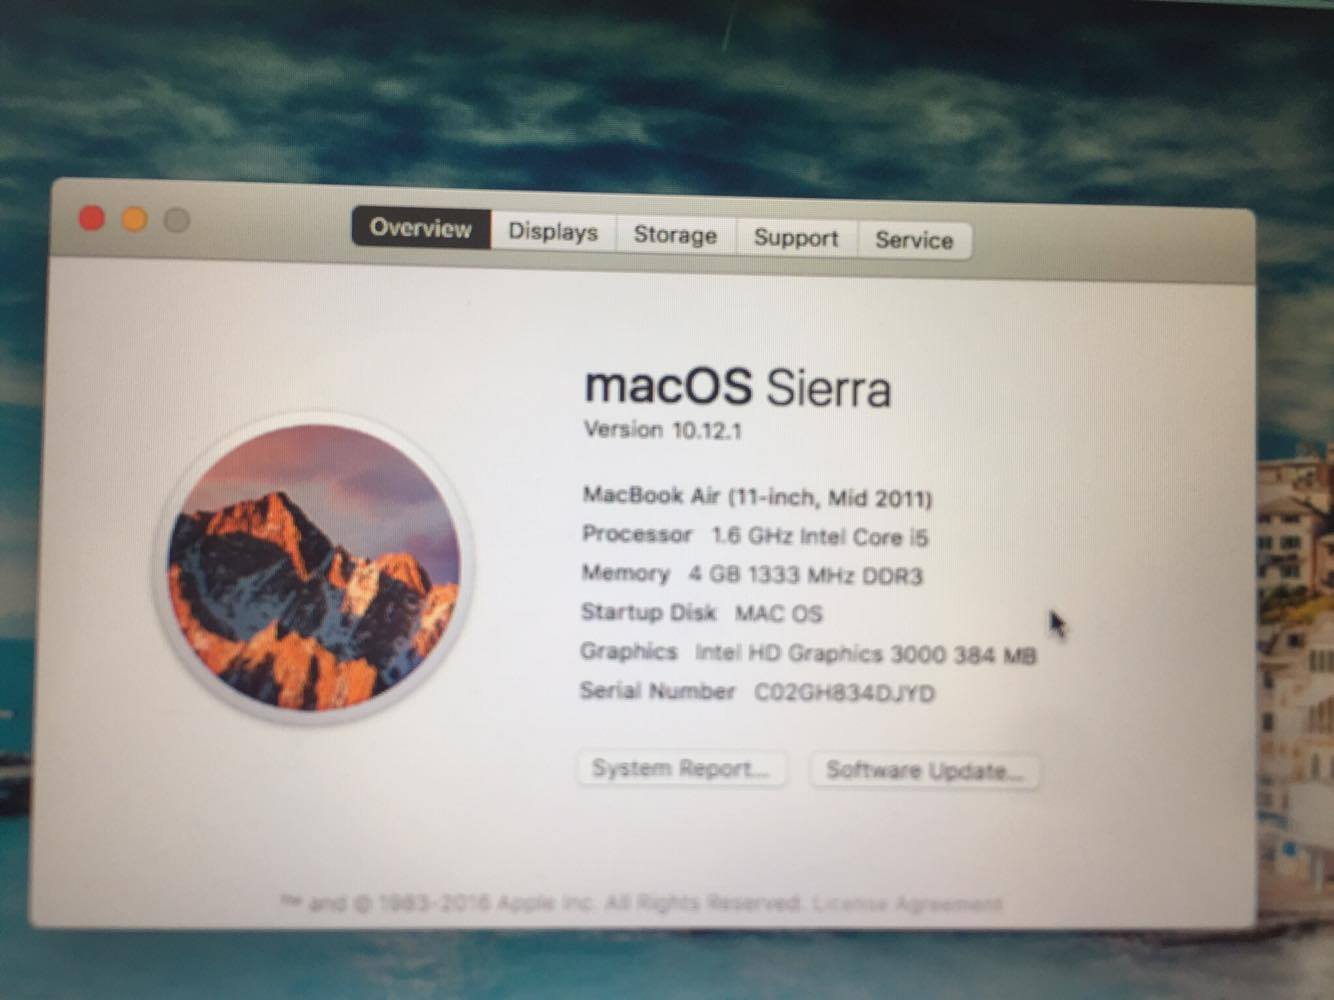 Overview Displays Storage Support Service
macOS Sierra
Version 10.12.1
MacBook Air (11-inch, Mid 2011)
Processor 1.6 GHz Intel Core i5
Memory 4 GB 1333 MHz DDR3
Startup Disk MAC OS
Graphics Intel HD Graphics 3000 384 MB
Serial Number C02GH834DJYD
System Report... Software Update...
™ and © 1983-2016 Apple Inc. All Rights Reserved. License Agreement